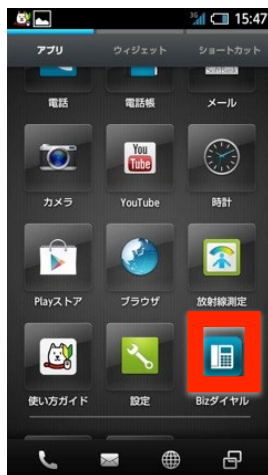 3G 15:47
アプリ ウィジェット ショートカット
SoftBank
電話 電話帳 メール
You
Tube
カメラ YouTube 時計
Playストア ブラウザ 放射線測定
使い方ガイド 設定 Bizダイヤル